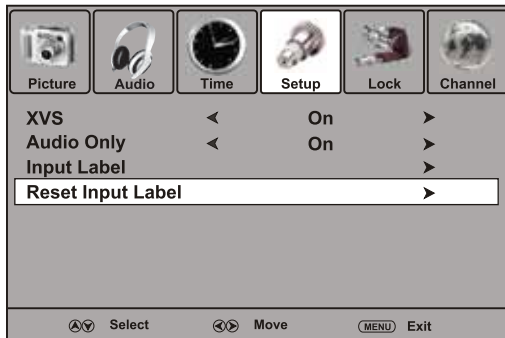 Picture Audio Time Setup Lock Channel
XVS On
Audio Only On
Input Label
Reset Input Label
Select Move MENU Exit